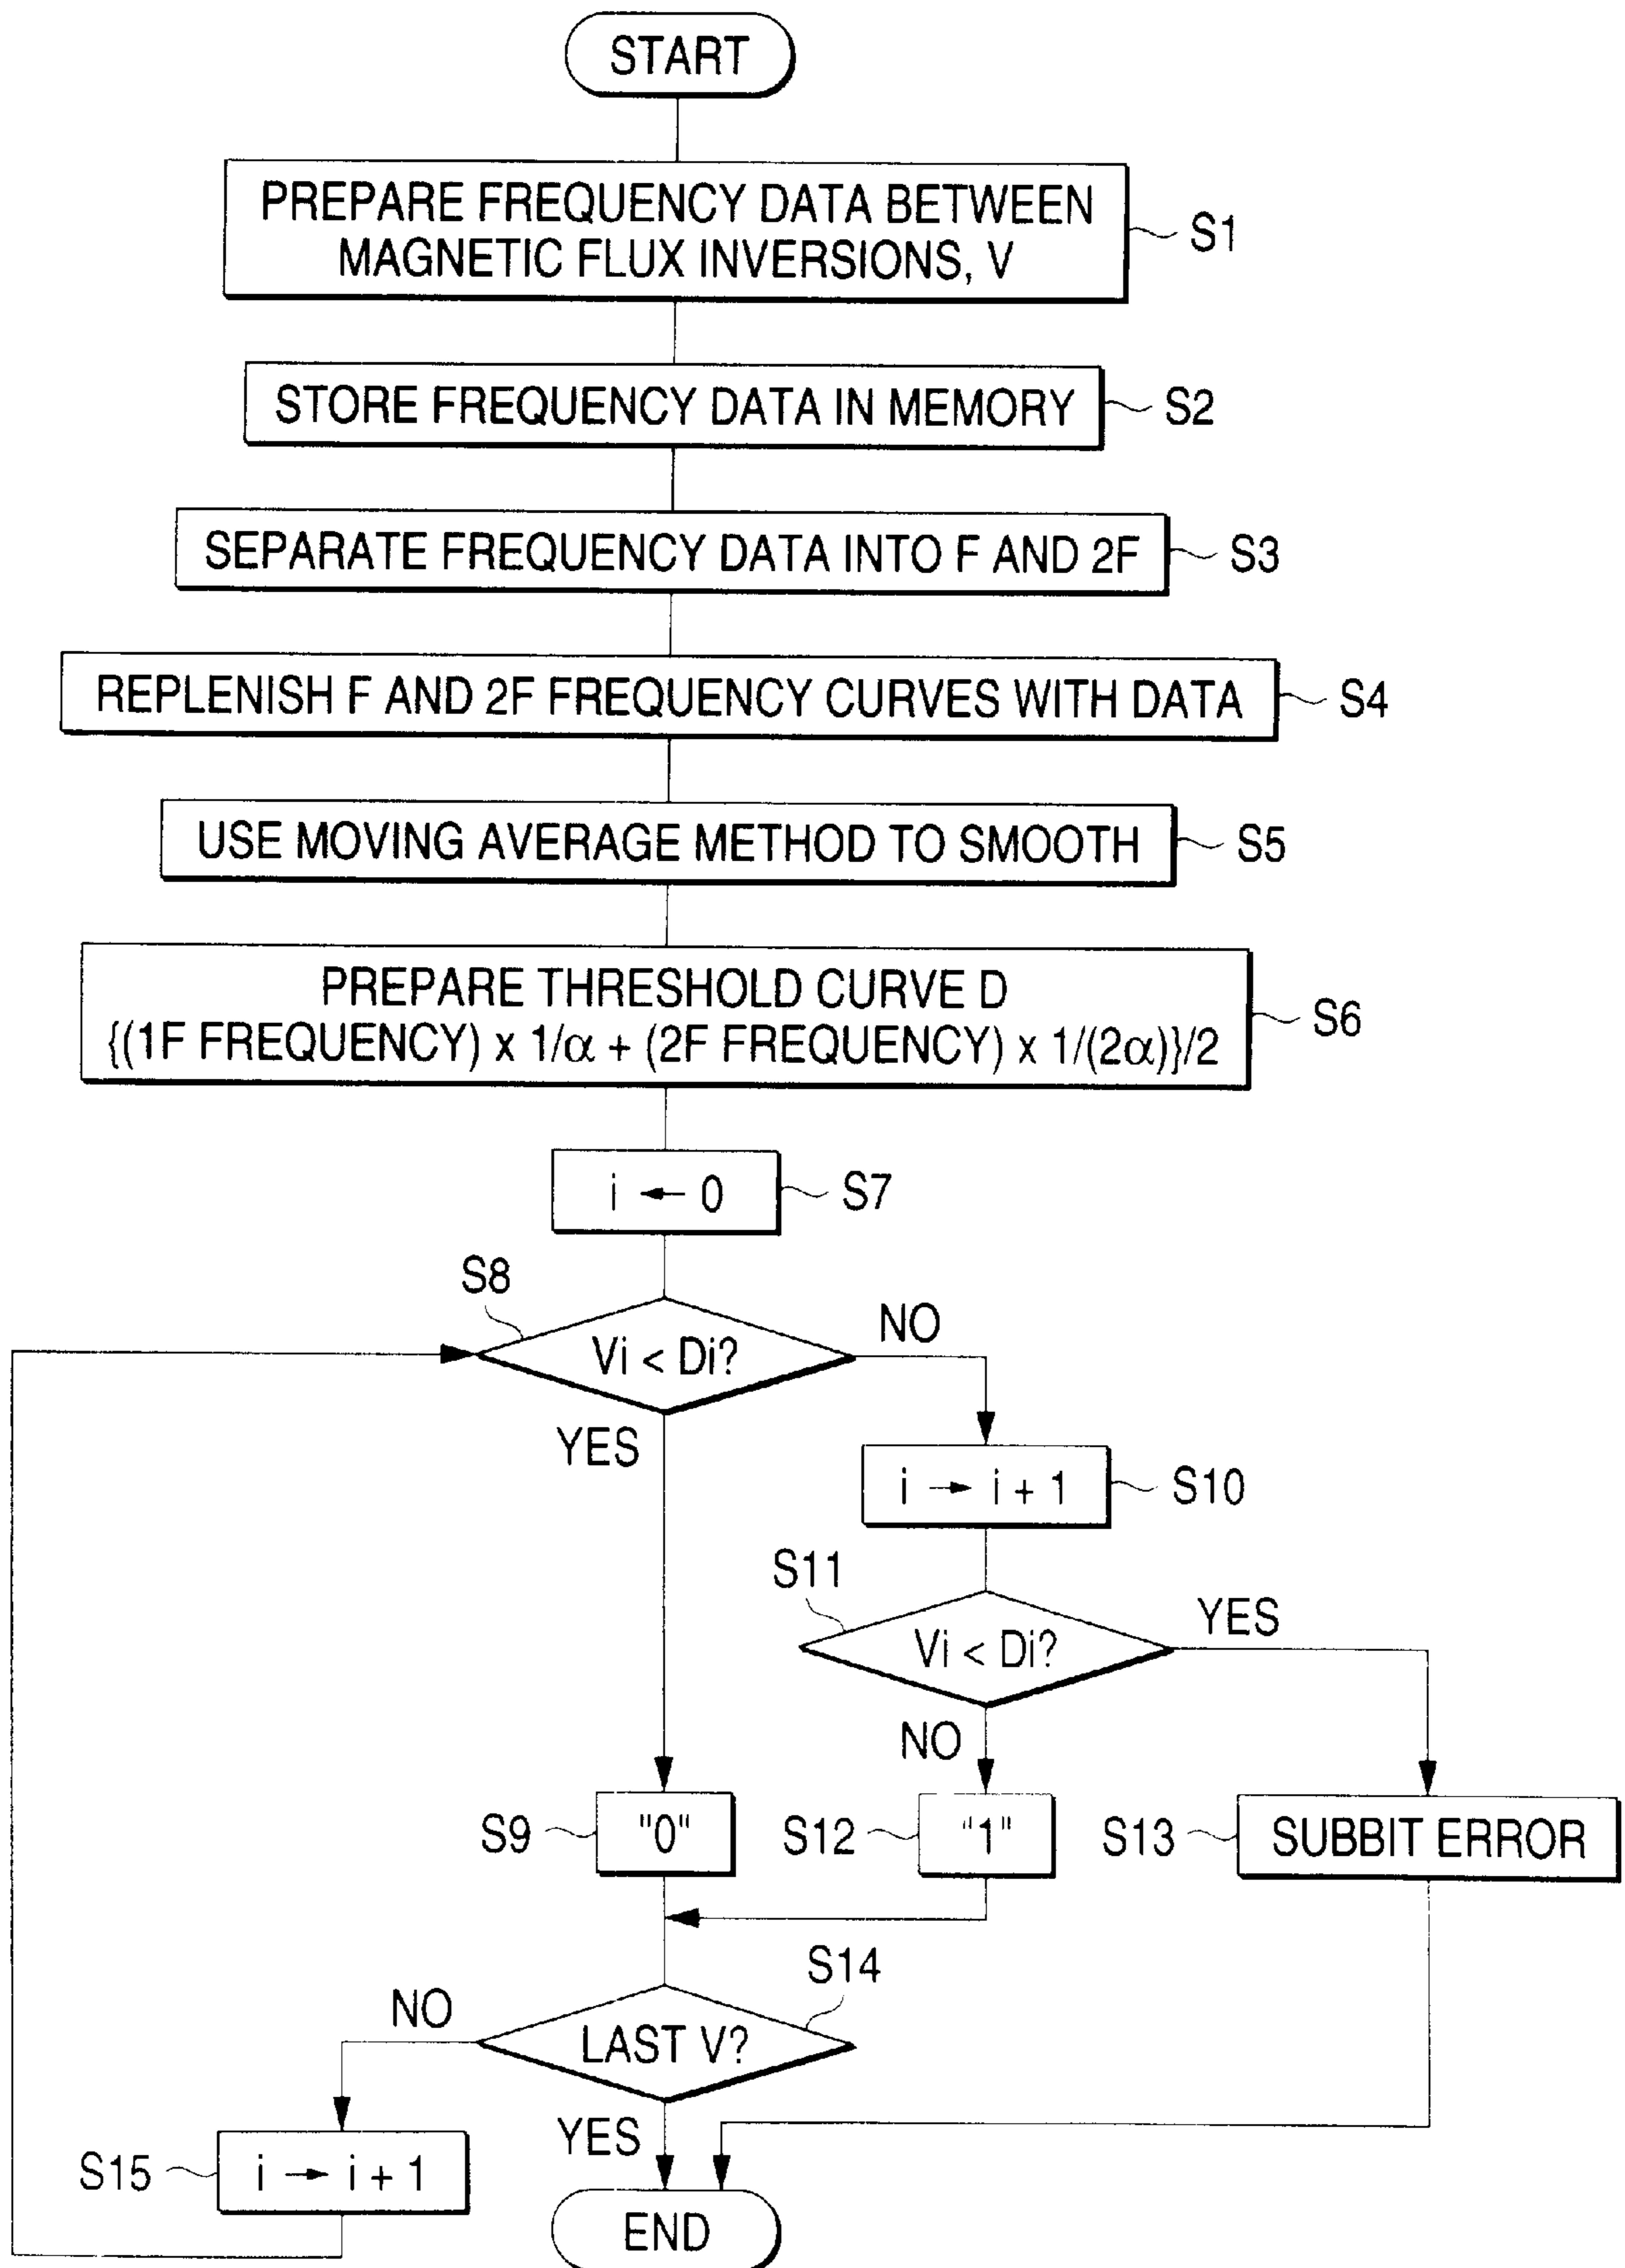 START
PREPARE FREQUENCY DATA BETWEEN
MAGNETIC FLUX INVERSIONS, V
S1
STORE FREQUENCY DATA IN MEMORY
S2
SEPARATE FREQUENCY DATA INTO F AND 2F
S3
REPLENISH F AND 2F FREQUENCY CURVES WITH DATA
S4
USE MOVING AVERAGE METHOD TO SMOOTH
S5
PREPARE THRESHOLD CURVE D
{(1F FREQUENCY) x 1/α + (2F FREQUENCY) x 1/(2α)}/2
S6
i ← 0
S7
S8
Vi < Di?
NO
YES
i → i + 1
S10
S11
Vi < Di?
YES
NO
S9
"0"
S12
"1"
S13
SUBBIT ERROR
S14
NO
LAST V?
YES
S15
i → i + 1
END